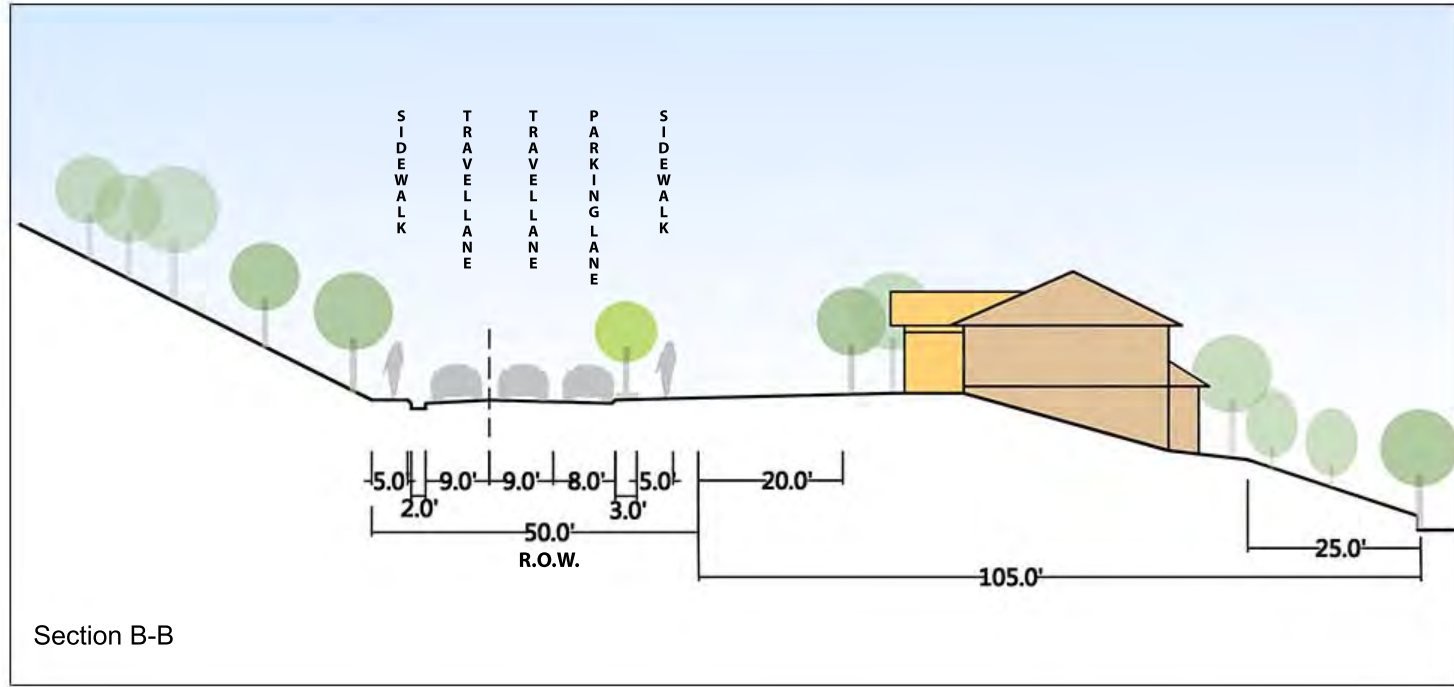 SIDEWALK
TRAVEL LANE
TRAVEL LANE
PARKING LANE
SIDEWALK
5.0'
9.0'
9.0'
8.0'
5.0'
20.0'
2.0'
3.0'
50.0'
R.O.W.
25.0'
105.0'
Section B-B